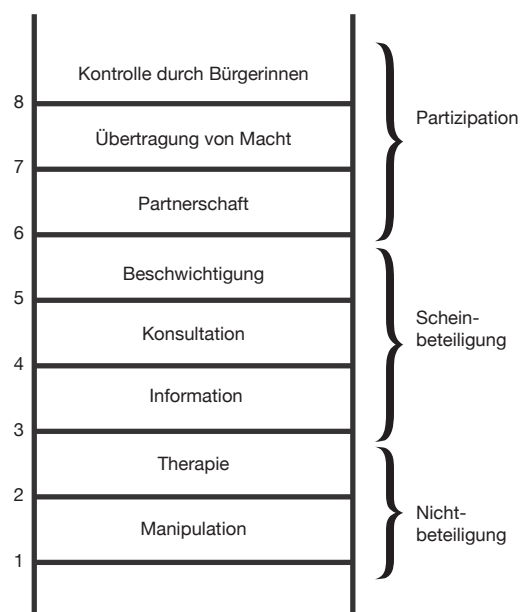 Kontrolle durch Bürgerinnen
8
Übertragung von Macht
7
Partnerschaft
6
Partizipation
Beschwichtigung
5
Konsultation
4
Information
3
Schein-
beteiligung
Therapie
2
Manipulation
1
Nicht-
beteiligung